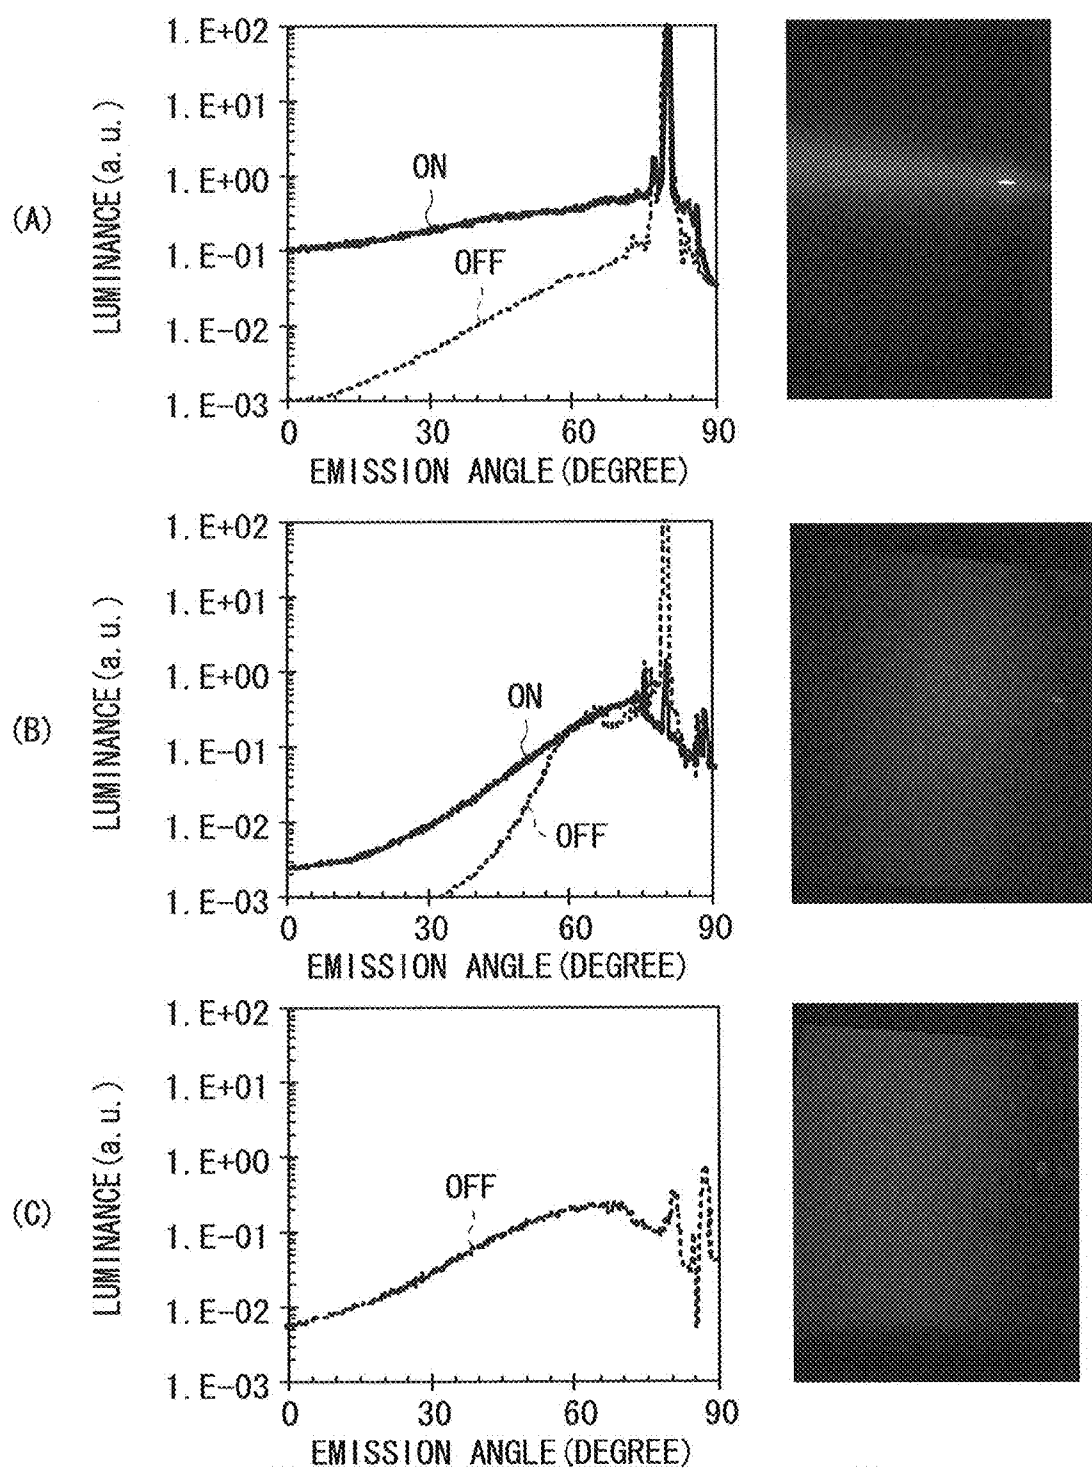 (A)
LUMINANCE(a.u.)
1.E+02
1.E+01
1.E+00
1.E-01
1.E-02
1.E-03
ON
OFF
0 30 60 90
EMISSION ANGLE(DEGREE)
(B)
LUMINANCE(a.u.)
1.E+02
1.E+01
1.E+00
1.E-01
1.E-02
1.E-03
ON
OFF
0 30 60 90
EMISSION ANGLE(DEGREE)
(C)
LUMINANCE(a.u.)
1.E+02
1.E+01
1.E+00
1.E-01
1.E-02
1.E-03
OFF
0 30 60 90
EMISSION ANGLE(DEGREE)